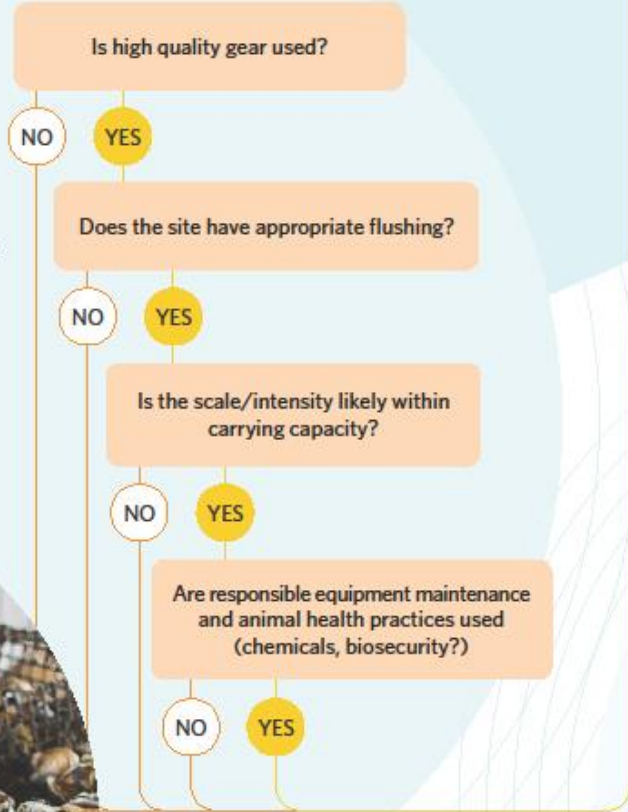 Is high quality gear used?
NO
YES
Does the site have appropriate flushing?
NO
YES
Is the scale/intensity likely within
carrying capacity?
NO
YES
Are responsible equipment maintenance
and animal health practices used
(chemicals, biosecurity?)
NO
YES